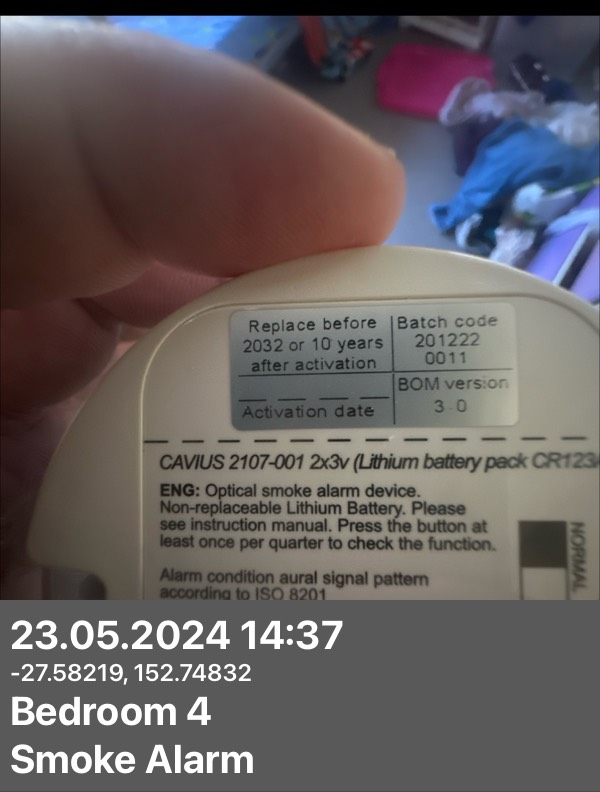 Replace before
2032 or 10 years
after activation
Activation date
Batch code
201222
0011
BOM version
3.0
CAVIUS 2107-001 2x3v (Lithium battery pack CR123
ENG: Optical smoke alarm device.
Non-replaceable Lithium Battery. Please
see instruction manual. Press the button at
least once per quarter to check the function.
Alarm condition aural signal pattern
according to ISO 8201
NORMAL
23.05.2024 14:37
-27.58219, 152.74832
Bedroom 4
Smoke Alarm